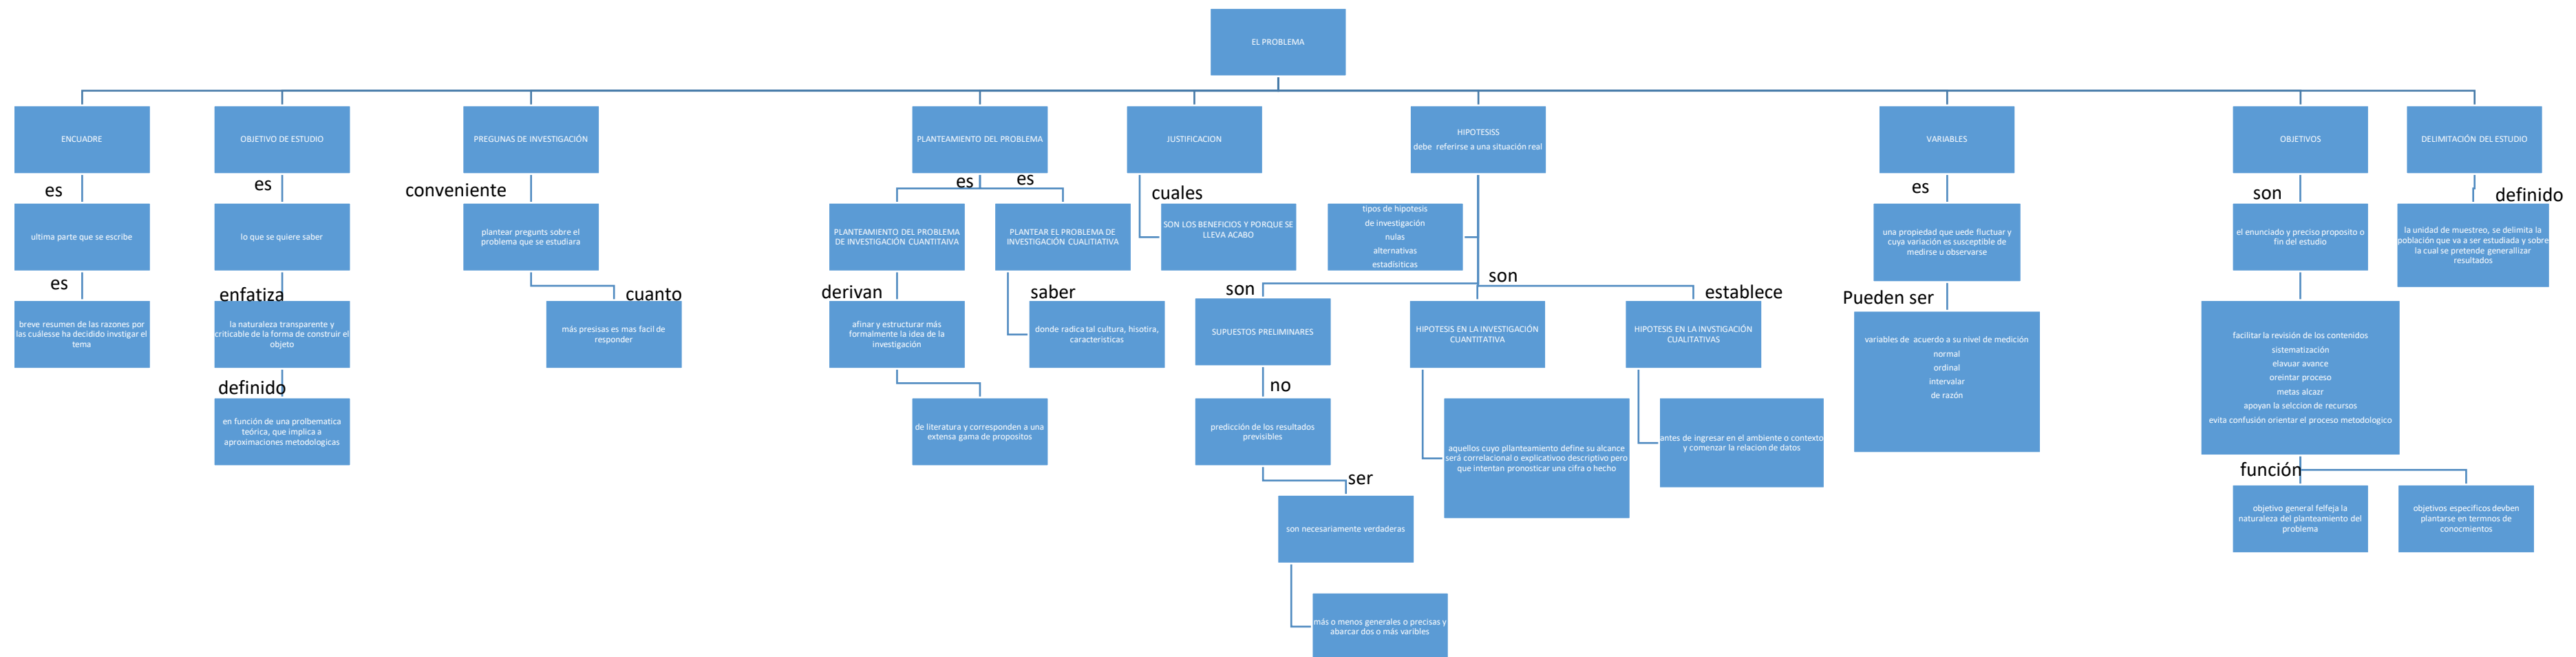 EL PROBLEMA
ENCUADRE
OBJETIVO DE ESTUDIO
PREGUNAS DE INVESTIGACIÓN
PLANTEAMIENTO DEL PROBLEMA
JUSTIFICACION
HIPOTESISS
debe referirse a una situación real
VARIABLES
OBJETIVOS
DELIMITACIÓN DEL ESTUDIO
es
es
conveniente
es
es
cuales
es
son
definido
ultima parte que se escribe
lo que se quiere saber
plantear pregunts sobre el
problema que se estudiara
PLANTEAMIENTO DEL PROBLEMA
DE INVESTIGACIÓN CUANTITAIVA
PLANTEAR EL PROBLEMA DE
INVESTIGACIÓN CUALITIATIVA
SON LOS BENEFICIOS Y PORQUE SE
LLEVA ACABO
tipos de hipotesis
de investigación
nulas
alternativas
estadísiticas
una propiedad que uede fluctuar y
cuya variación es susceptible de
medirse u observarse
el enunciado y preciso proposito o
fin del estudio
la unidad de muestreo, se delimita la
población que va a ser estudiada y sobre
la cual se pretende generallizar
resultados
es
enfatiza
cuanto
derivan
saber
son
son
establece
Pueden ser
breve resumen de las razones por
las cuálesse ha decidido invstigar el
tema
la naturaleza transparente y
criticable de la forma de construir el
objeto
más presisas es mas facil de
responder
afinar y estructurar más
formalmente la idea de la
investigación
donde radica tal cultura, hisotira,
caracteristicas
SUPUESTOS PRELIMINARES
HIPOTESIS EN LA INVESTIGACIÓN
CUANTITATIVA
HIPOTESIS EN LA INVSTIGACIÓN
CUALITATIVAS
variables de acuerdo a su nivel de medición
normal
ordinal
intervalar
de razón
facilitar la revisión de los contenidos
sistematización
elavuar avance
oreintar proceso
metas alcazr
apoyan la selccion de recursos
evita confusión orientar el proceso metodologico
definido
no
en función de una prolbematica
teórica, que implica a
aproximaciones metodologicas
de literatura y corresponden a una
extensa gama de propositos
predicción de los resultados
previsibles
aquellos cuyo pllanteamiento define su alcance
será correlacional o explicativoo descriptivo pero
que intentan pronosticar una cifra o hecho
antes de ingresar en el ambiente o contexto
y comenzar la relacion de datos
ser
función
son necesariamente verdaderas
objetivo general felfeja la
naturaleza del planteamiento del
problema
objetivos especificos devben
plantarse en termnos de
conocmientos
más o menos generales o precisas y
abarcar dos o más varibles